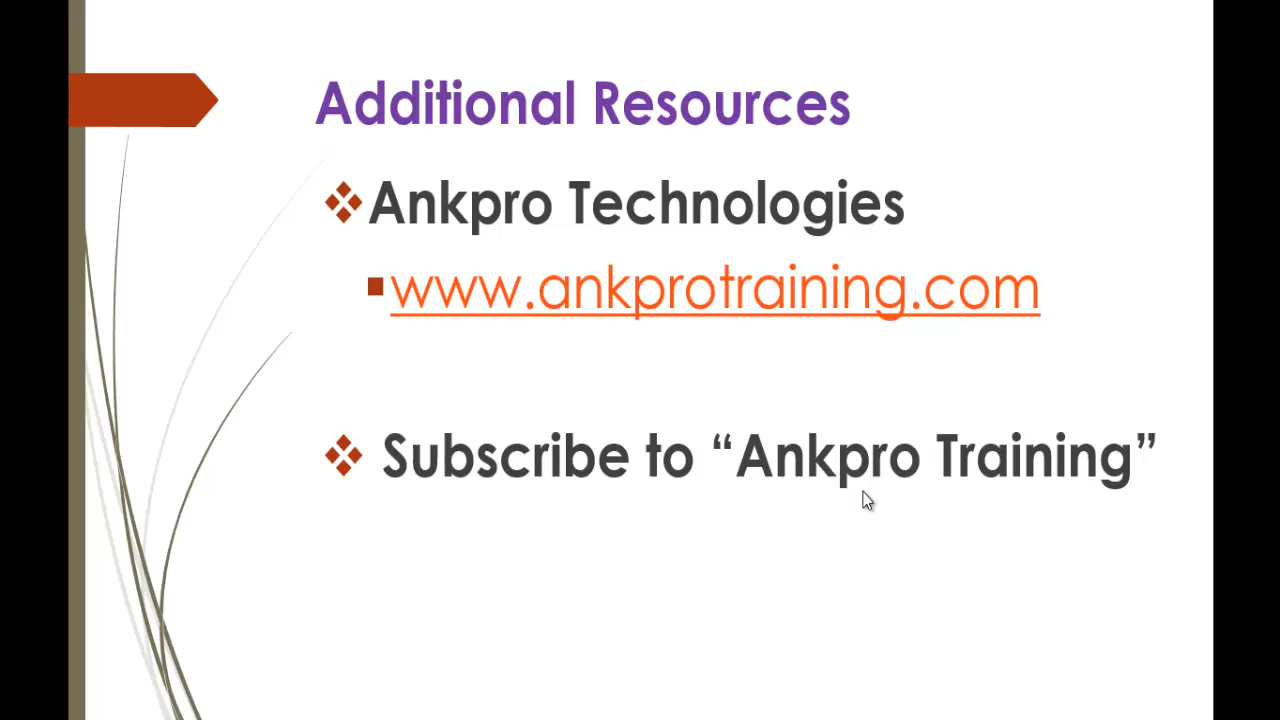 Additional Resources
Ankpro Technologies
www.ankprotraining.com
Subscribe to “Ankpro Training”